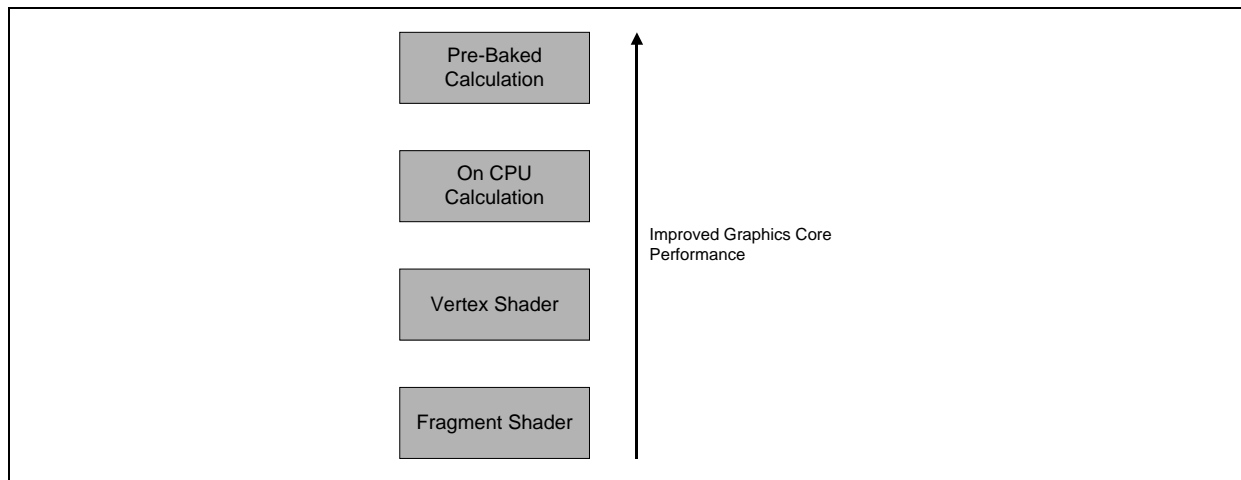 Pre-Baked
Calculation
On CPU
Calculation
Improved Graphics Core
Performance
Vertex Shader
Fragment Shader